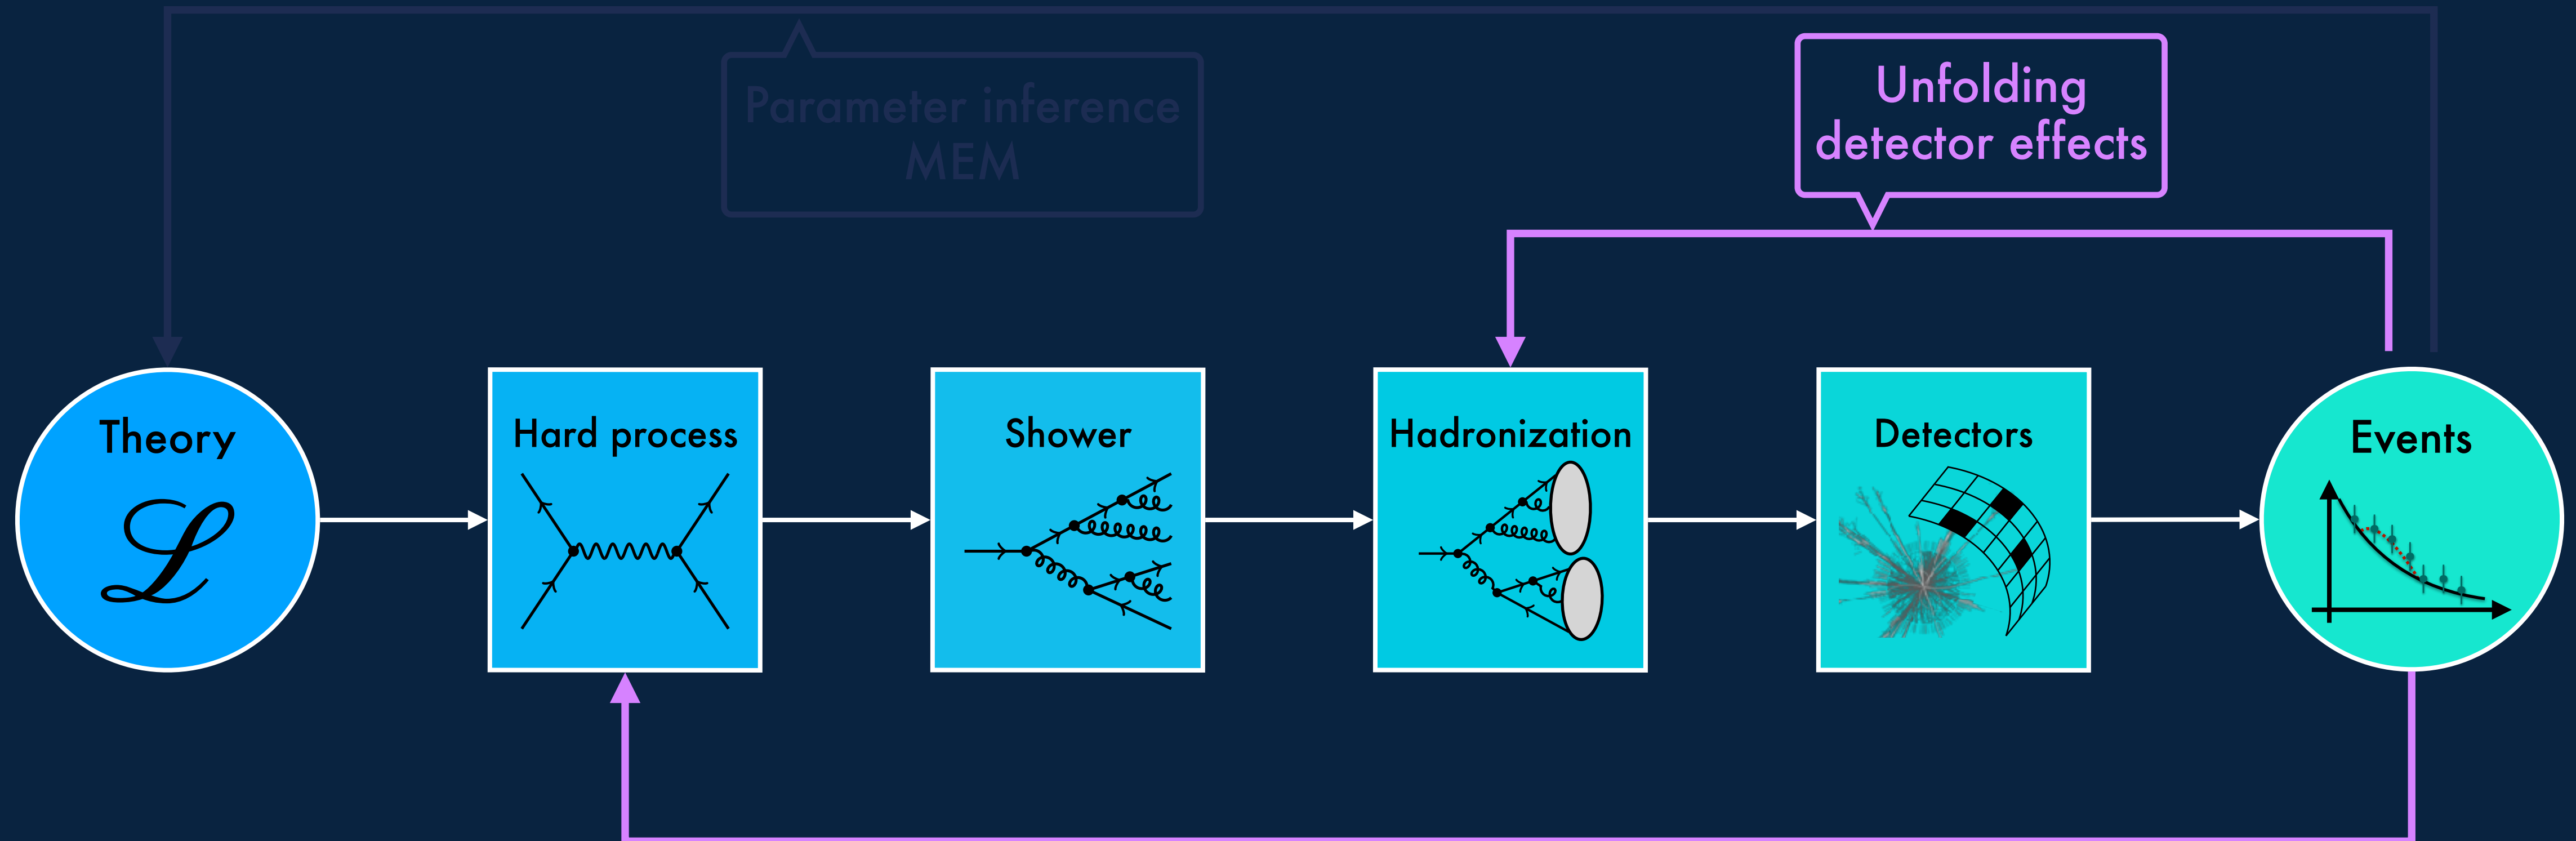 Parameter inference
MEM
Unfolding
detector effects
Theory
ℒ
Hard process
Shower
Hadronization
Detectors
Events